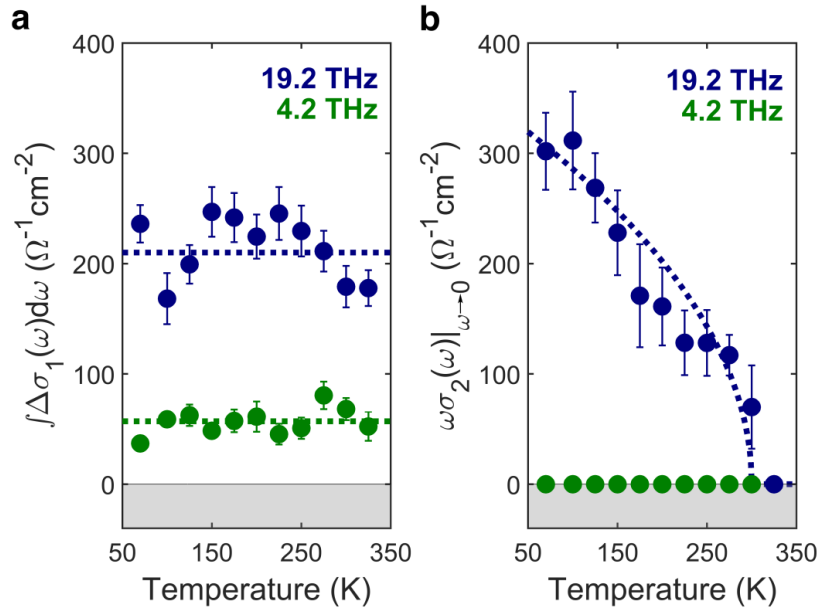 a
400
300
200
100
0
∫Δσ₁(ω)dω (Ω⁻¹cm⁻²)
19.2 THz
4.2 THz
50 150 250 350
Temperature (K)
b
400
300
200
100
0
ωσ₂(ω)|ω→0 (Ω⁻¹cm⁻²)
19.2 THz
4.2 THz
50 150 250 350
Temperature (K)